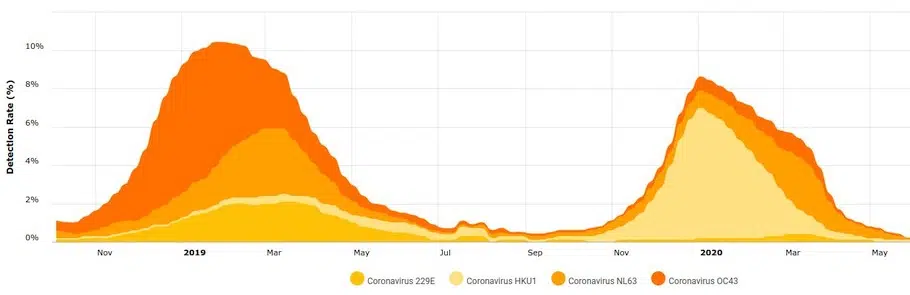 Detection Rate (%)
10%
8%
6%
4%
2%
0%
Nov 2019 Mar May Jul Sep Nov 2020 Mar May
Coronavirus 229E Coronavirus HKU1 Coronavirus NL63 Coronavirus OC43